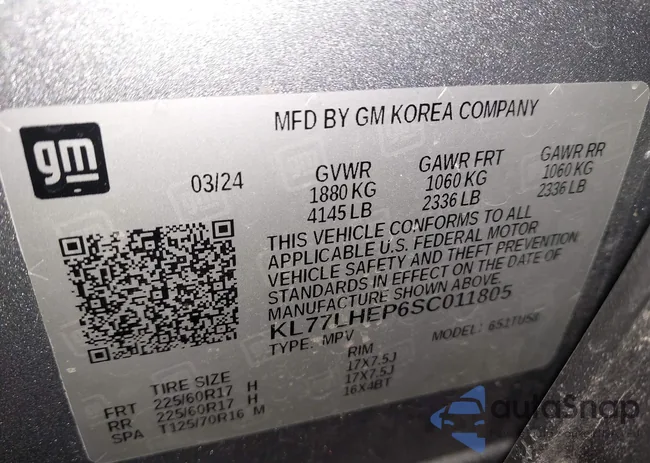 MFD BY GM KOREA COMPANY
gm
03/24
GVWR GAWR FRT GAWR RR
1880 KG 1060 KG 1060 KG
4145 LB 2336 LB 2336 LB
THIS VEHICLE CONFORMS TO ALL
APPLICABLE U.S. FEDERAL MOTOR
VEHICLE SAFETY AND THEFT PREVENTION
STANDARDS IN EFFECT ON THE DATE OF
MANUFACTURE SHOWN ABOVE.
KL77LHEP6SC011805
TYPE: MPV MODEL:
TIRE SIZE RIM
FRT 225/60R17 H 17X7.5J
RR 225/60R17 H 17X7.5J
SPA T125/70R16 M 16X4BT
autoSnap